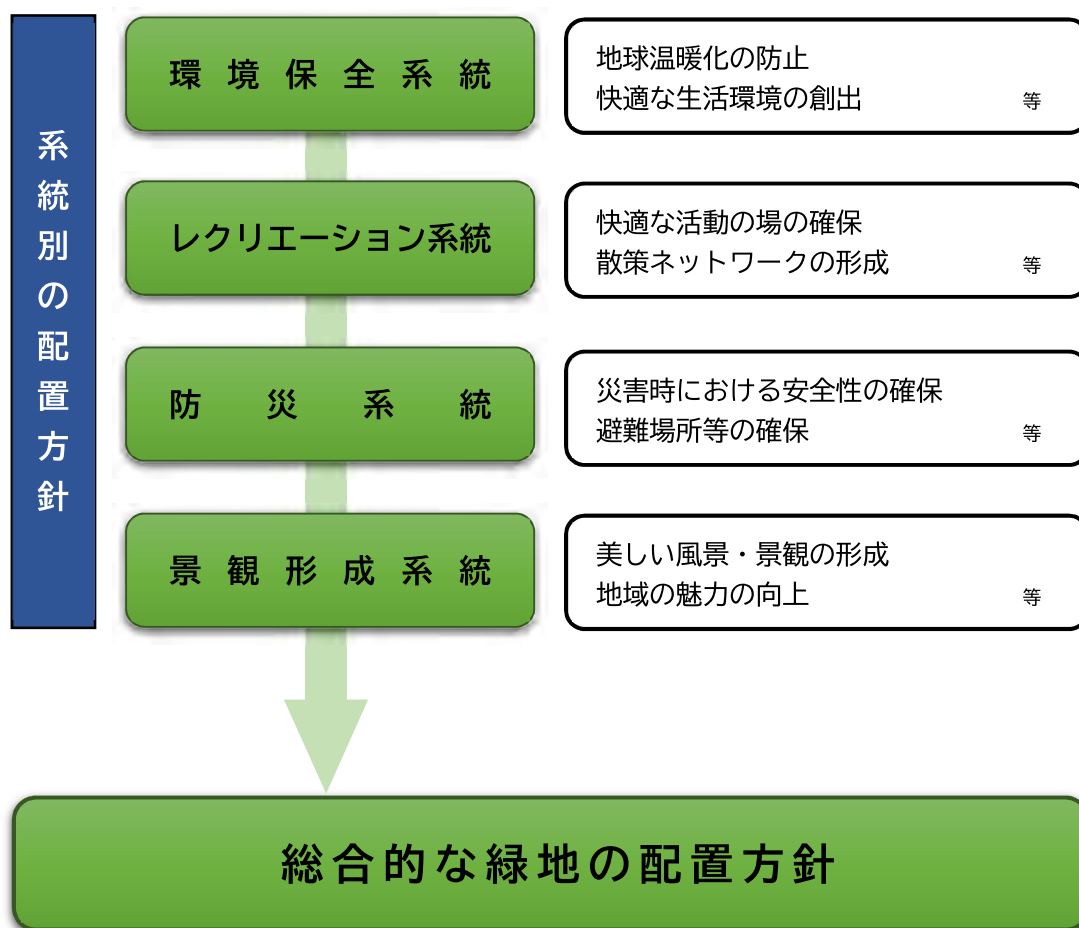 系統別の配置方針
環境保全系統
地球温暖化の防止
快適な生活環境の創出 等
レクリエーション系統
快適な活動の場の確保
散策ネットワークの形成 等
防災系統
災害時における安全性の確保
避難場所等の確保 等
景観形成系統
美しい風景・景観の形成
地域の魅力の向上 等
総合的な緑地の配置方針